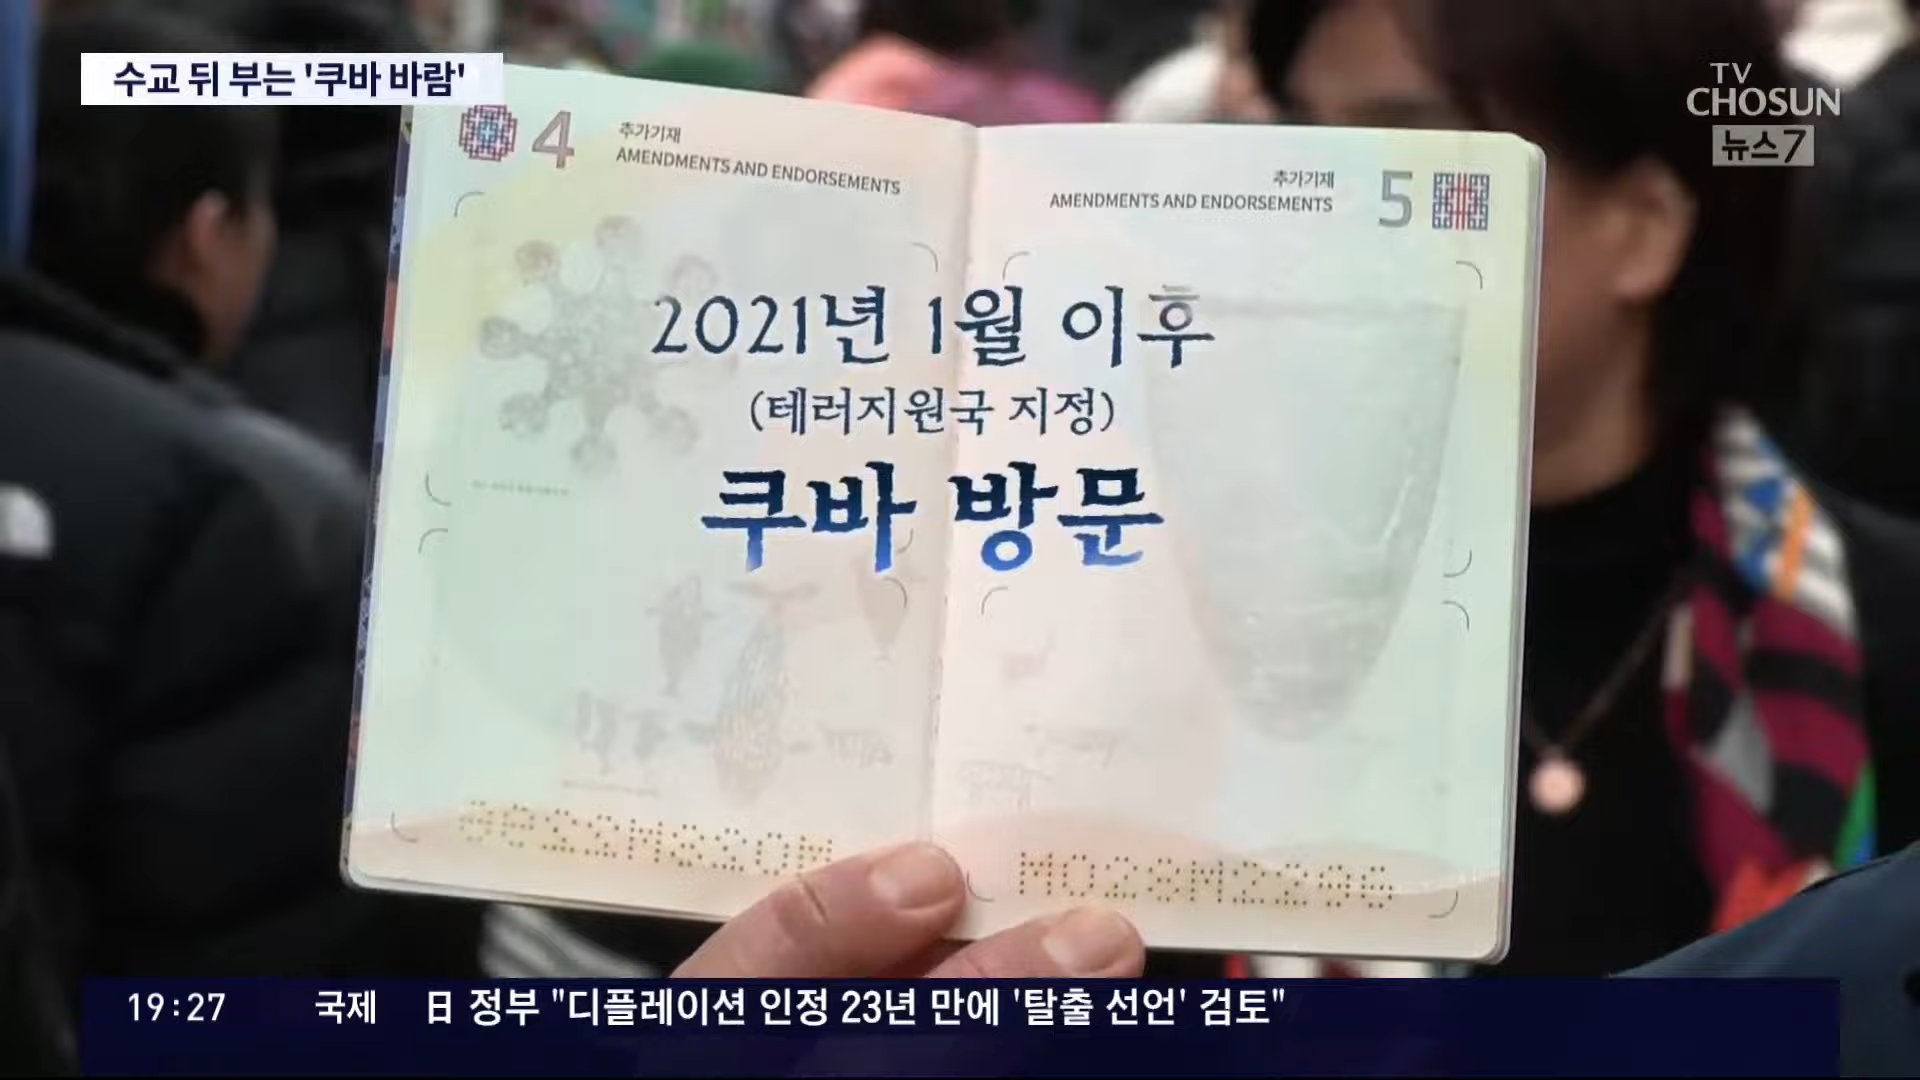 수교 뒤 부는 '쿠바 바람'
TV
CHOSUN
뉴스7
4
추가기재
AMENDMENTS AND ENDORSEMENTS
추가기재
AMENDMENTS AND ENDORSEMENTS
5
2021년 1월 이후
(테러지원국 지정)
쿠바 방문
19:27 국제 日 정부 "디플레이션 인정 23년 만에 '탈출 선언' 검토"